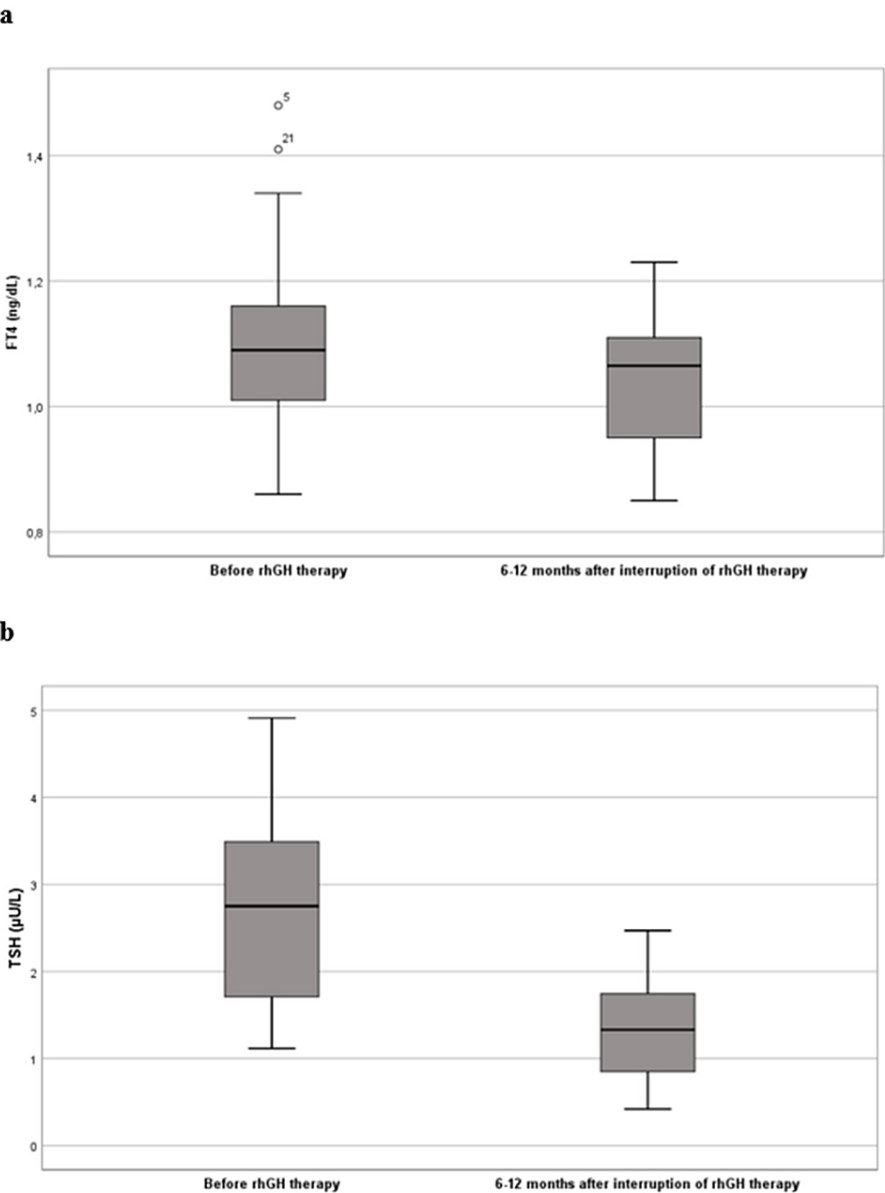 a
5
21
1,4
1,2
1,0
0,8
FT4 (ng/dL)
Before rhGH therapy 6-12 months after interruption of rhGH therapy
b
5
4
3
2
1
0
TSH (µU/L)
Before rhGH therapy 6-12 months after interruption of rhGH therapy